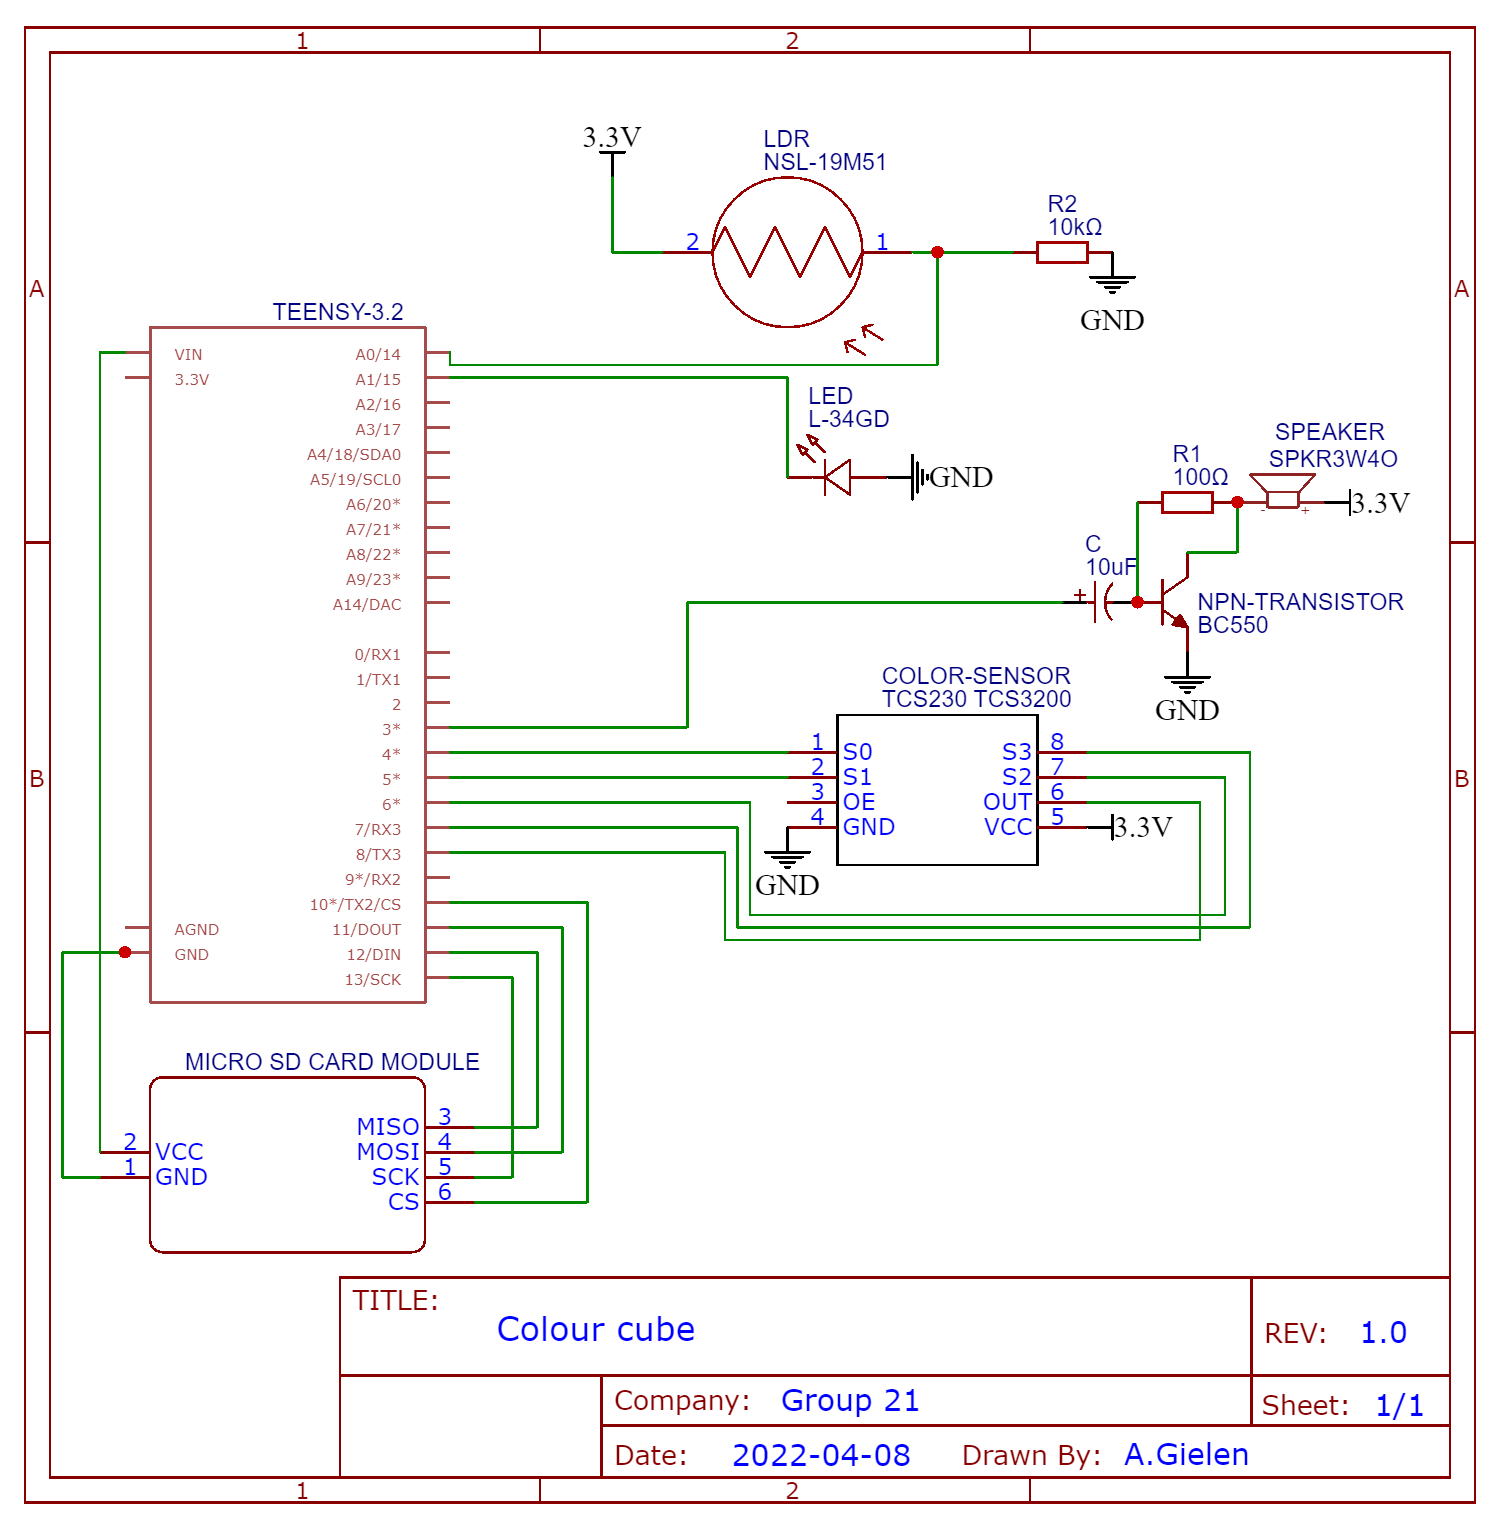 1 2
3.3V
LDR
NSL-19M51
2 1
R2
10kΩ
GND
A A
TEENSY-3.2
VIN A0/14
3.3V A1/15
A2/16
A3/17
A4/18/SDA0
A5/19/SCL0
A6/20*
A7/21*
A8/22*
A9/23*
A14/DAC
0/RX1
1/TX1
2
3*
4*
5*
6*
7/RX3
8/TX3
9*/RX2
10*/TX2/CS
AGND 11/DOUT
GND 12/DIN
13/SCK
LED
L-34GD
GND
SPEAKER
SPKR3W4O
R1
100Ω
- +
3.3V
C
10uF
+
NPN-TRANSISTOR
BC550
GND
COLOR-SENSOR
TCS230 TCS3200
1 S0 S3 8
2 S1 S2 7
3 OE OUT 6
4 GND VCC 5
3.3V
GND
B B
MICRO SD CARD MODULE
MISO 3
2 VCC MOSI 4
1 GND SCK 5
CS 6
TITLE:
Colour cube
REV: 1.0
Company: Group 21
Sheet: 1/1
Date: 2022-04-08 Drawn By: A.Gielen
1 2